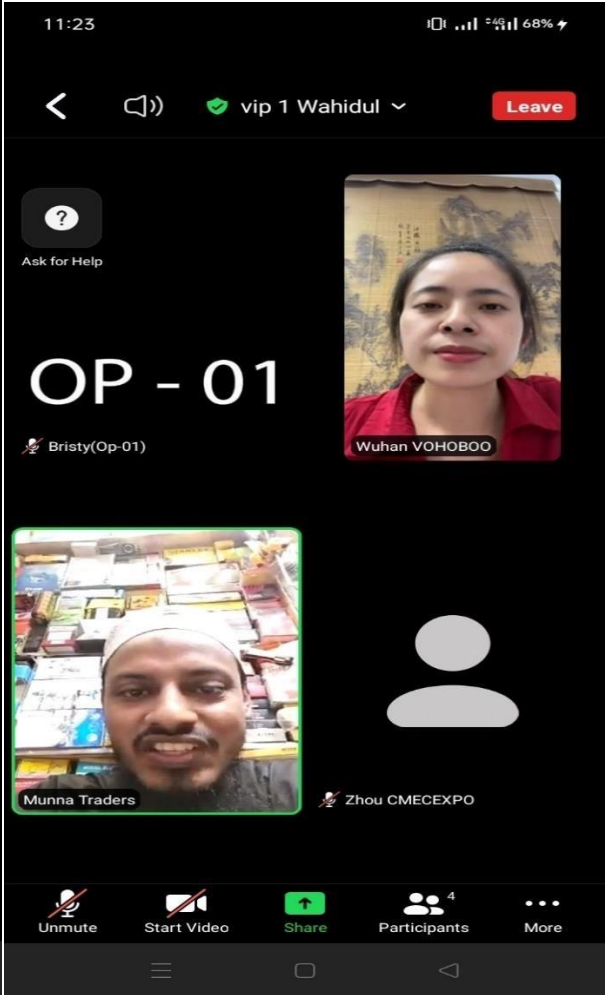 11:23
4G 68%
vip 1 Wahidul
Leave
?
Ask for Help
OP - 01
Bristy(Op-01)
Wuhan VOHOBOO
Munna Traders
Zhou CMECEXPO
4
Unmute
Start Video
Share
Participants
More